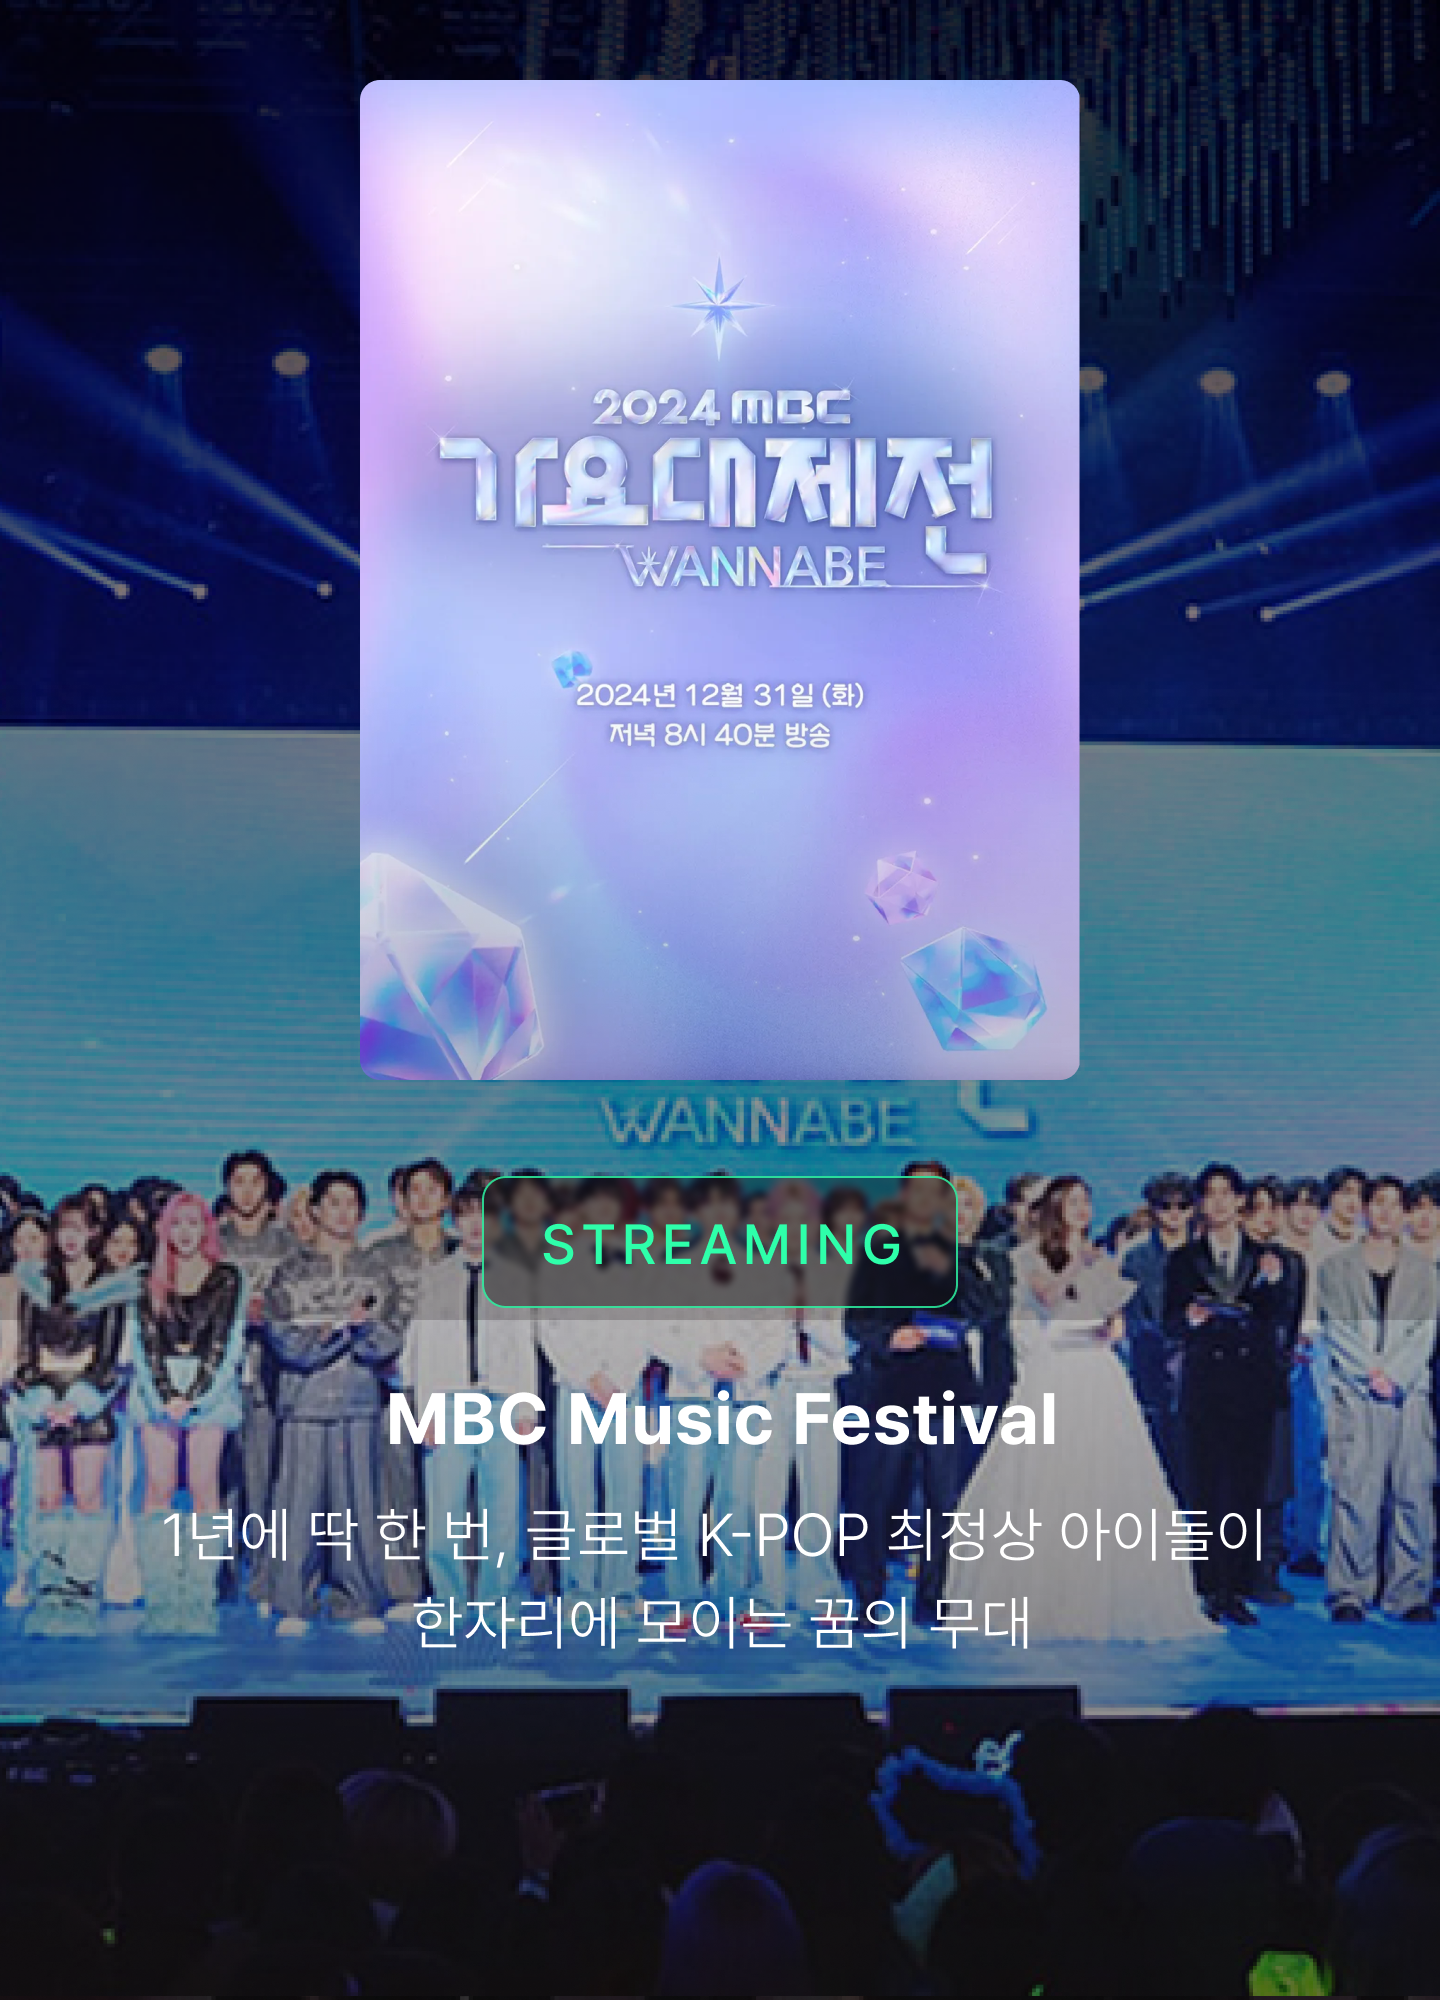 2024 MBC
가요대제전
WANNABE
2024년 12월 31일 (화)
저녁 8시 40분 방송
WANNABE
STREAMING
MBC Music Festival
1년에 딱 한 번, 글로벌 K-POP 최정상 아이돌이
한자리에 모이는 꿈의 무대